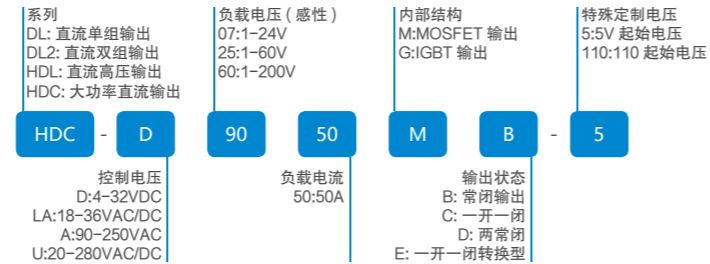 系列
DL: 直流单组输出
DL2: 直流双组输出
HDL: 直流高压输出
HDC: 大功率直流输出
负载电压 ( 感性 )
07:1-24V
25:1-60V
60:1-200V
内部结构
M:MOSFET 输出
G:IGBT 输出
特殊定制电压
5:5V 起始电压
110:110 起始电压
HDC - D 90 50 M B - 5
控制电压
D:4-32VDC
LA:18-36VAC/DC
A:90-250VAC
U:20-280VAC/DC
负载电流
50:50A
输出状态
B: 常闭输出
C: 一开一闭
D: 两常闭
E: 一开一闭转换型